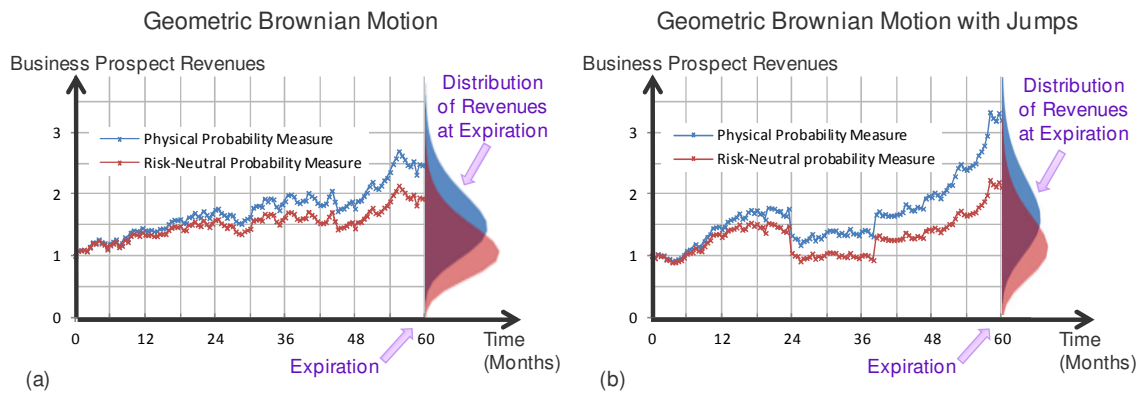 Geometric Brownian Motion
Business Prospect Revenues
Distribution
of Revenues
at Expiration
3
Physical Probability Measure
Risk-Neutral Probability Measure
2
1
0
0 12 24 36 48 60
Time
(Months)
Expiration
(a)
Geometric Brownian Motion with Jumps
Business Prospect Revenues
Distribution
of Revenues
at Expiration
3
Physical Probability Measure
Risk-Neutral probability Measure
2
1
0
0 12 24 36 48 60
Time
(Months)
Expiration
(b)